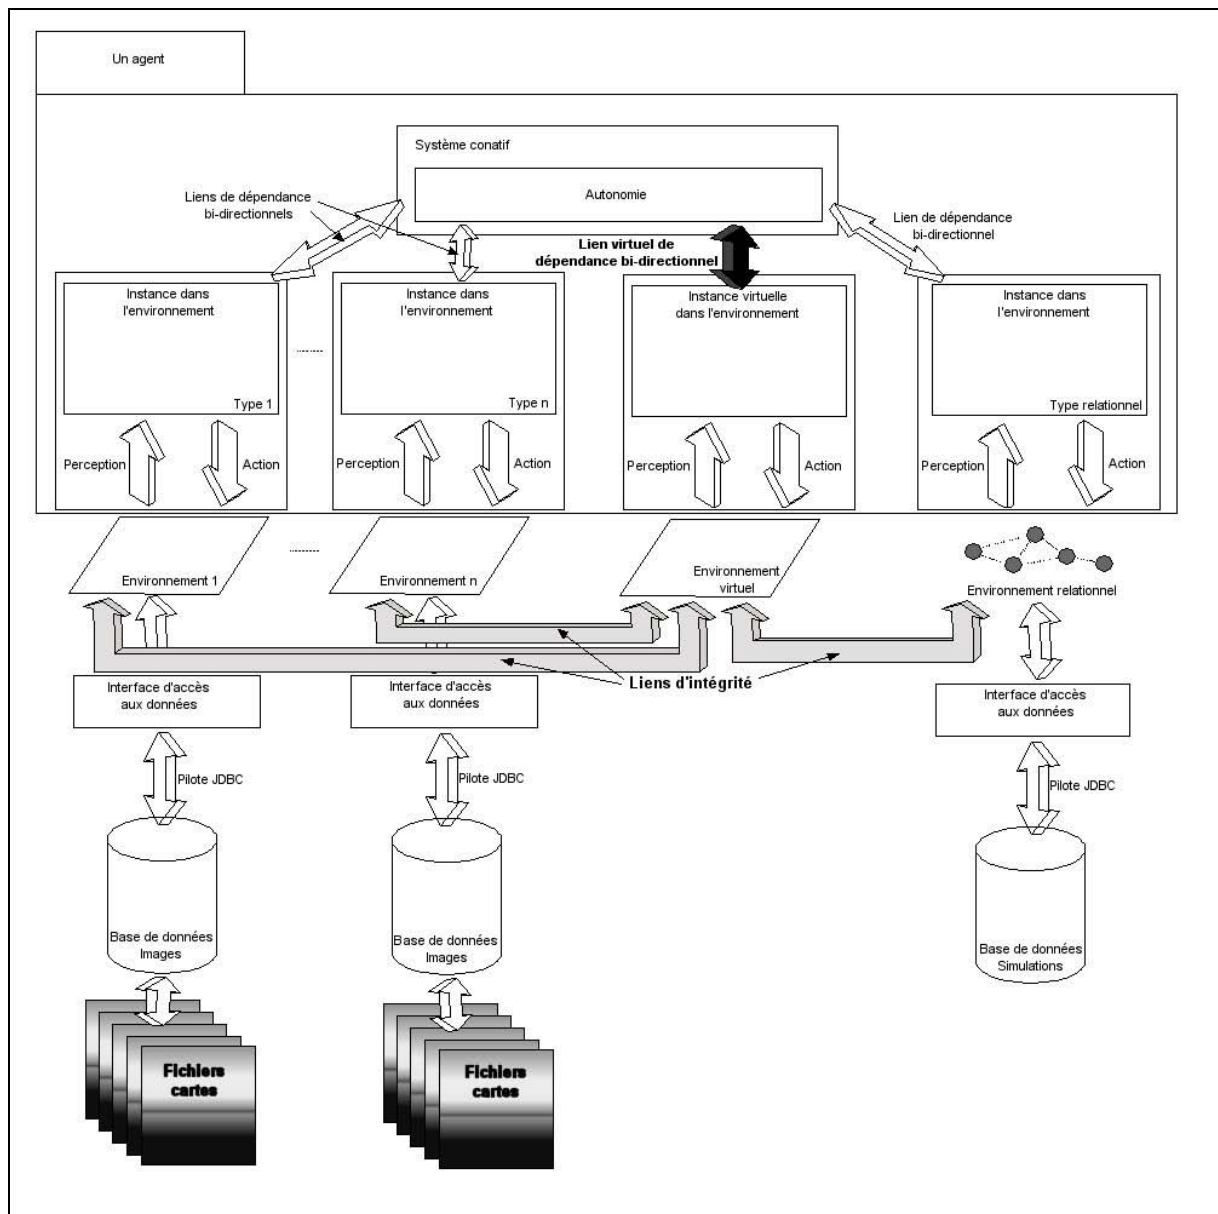 Un agent
Système conatif
Autonomie
Liens de dépendance
bi-directionnels
Lien virtuel de
dépendance bi-directionnel
Lien de dépendance
bi-directionnel
Instance dans
l'environnement
Type 1
Instance dans
l'environnement
Type n
Instance virtuelle
dans l'environnement
Instance dans
l'environnement
Type relationnel
Perception
Action
Perception
Action
Perception
Action
Perception
Action
Environnement 1
Environnement n
Environnement
virtuel
Environnement relationnel
Liens d'intégrité
Interface d'accès
aux données
Interface d'accès
aux données
Interface d'accès
aux données
Pilote JDBC
Pilote JDBC
Pilote JDBC
Base de données
Images
Base de données
Images
Base de données
Simulations
Fichiers
cartes
Fichiers
cartes